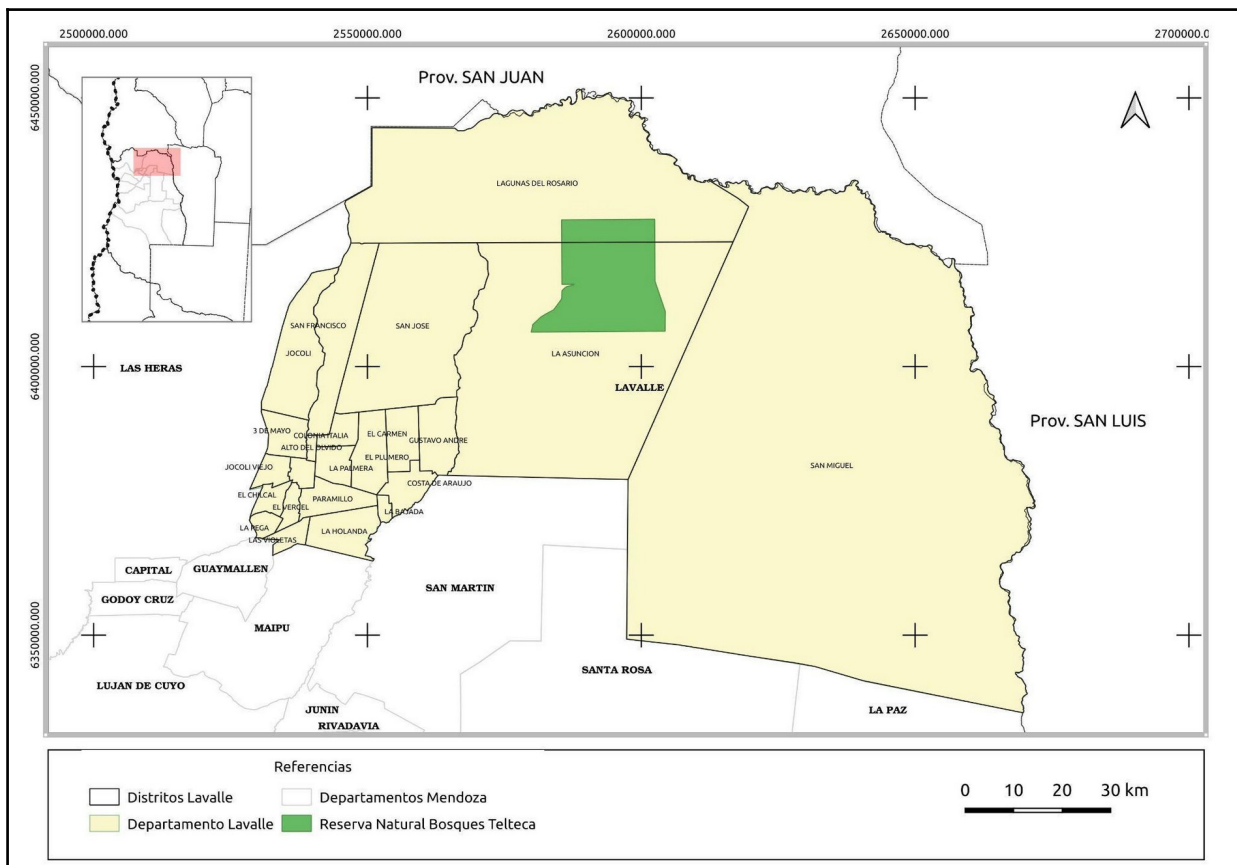 2500000.000 2550000.000 2600000.000 2650000.000 2700000.00
6450000.000
6400000.000
6350000.000
Prov. SAN JUAN
LAGUNAS DEL ROSARIO
SAN FRANCISCO
SAN JOSE
JOCOLI
LA ASUNCION
LAS HERAS
LAVALLE
Prov. SAN LUIS
3 DE MAYO
COLONIA ITALIA
EL CARMEN
GUSTAVO ANDRE
ALTO DEL OLVIDO
EL PLUMERO
JOCOLI VIEJO
LA PALMERA
SAN MIGUEL
COSTA DE ARAUJO
EL CHILCAL
PARAMILLO
EL VERGEL
LA BAJADA
LA PEGA
LA HOLANDA
LAS VIOLETAS
CAPITAL
GUAYMALLEN
SAN MARTIN
GODOY CRUZ
MAIPU
SANTA ROSA
LUJAN DE CUYO
JUNIN
LA PAZ
RIVADAVIA
Referencias
Distritos Lavalle
Departamentos Mendoza
Departamento Lavalle
Reserva Natural Bosques Telteca
0 10 20 30 km